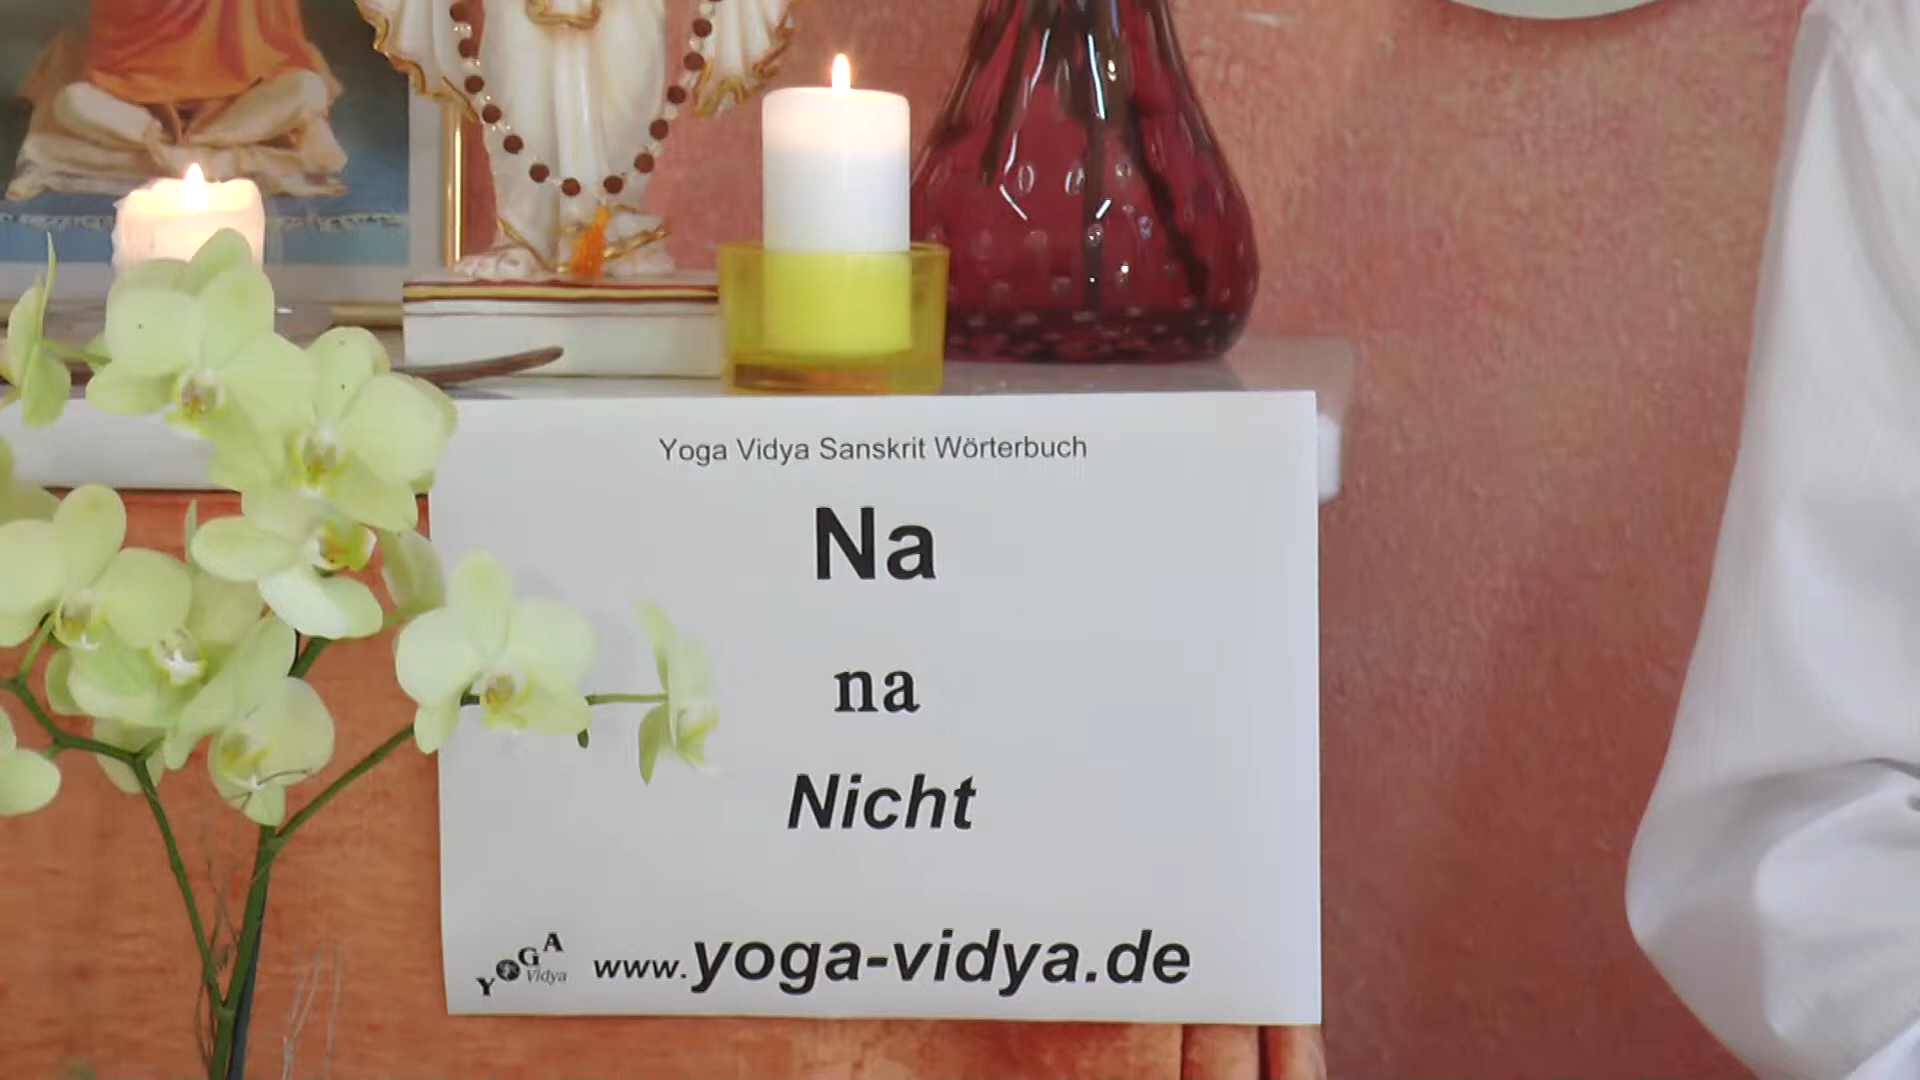 Yoga Vidya Sanskrit Wörterbuch
Na
na
Nicht
YOGA Vidya
www.yoga-vidya.de